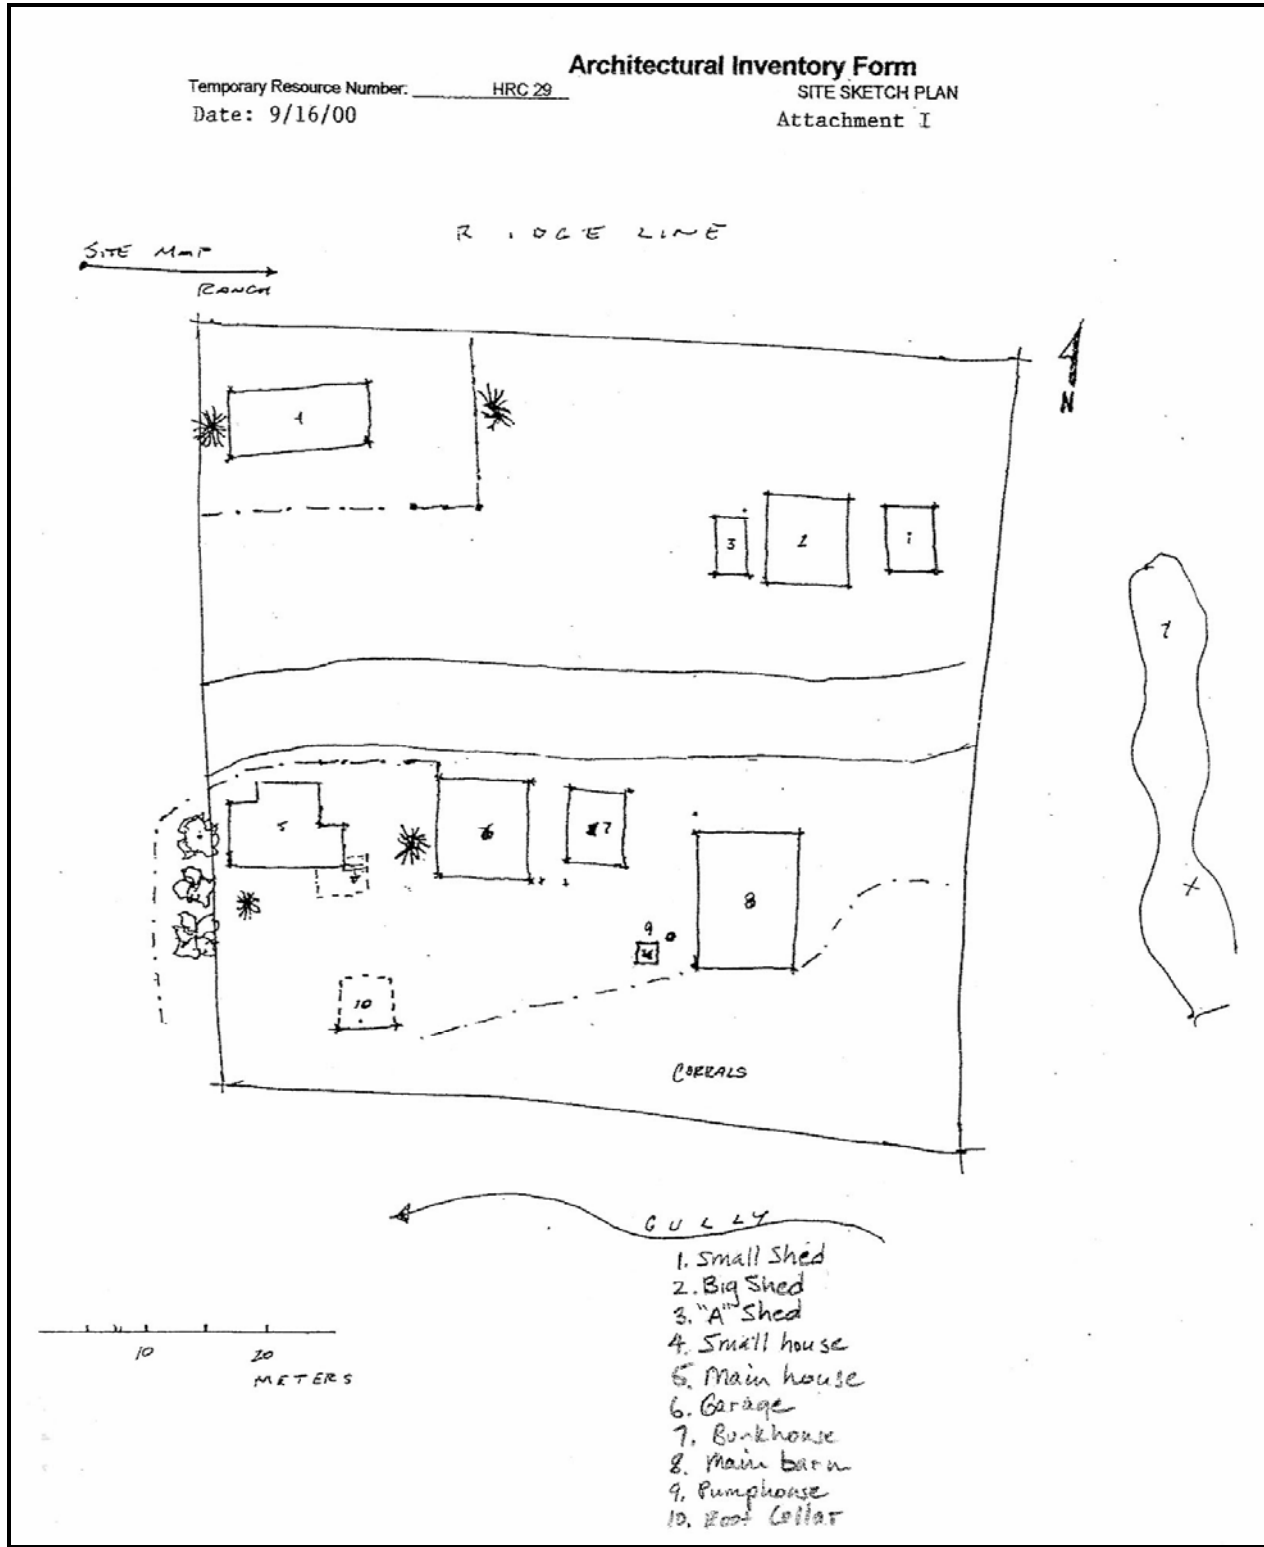 Architectural Inventory Form
Temporary Resource Number: HRC 29
SITE SKETCH PLAN
Date: 9/16/00
Attachment I
RIDGE LINE
SITE MAP
RANCH
N
3
2
1
5
6
7
8
9
10
CORRALS
GULLY
1. Small Shed
2. Big Shed
3. "A" Shed
4. Small house
5. Main house
6. Garage
7. Bunkhouse
8. Main barn
9. Pumphouse
10. Root Cellar
10
20
METERS